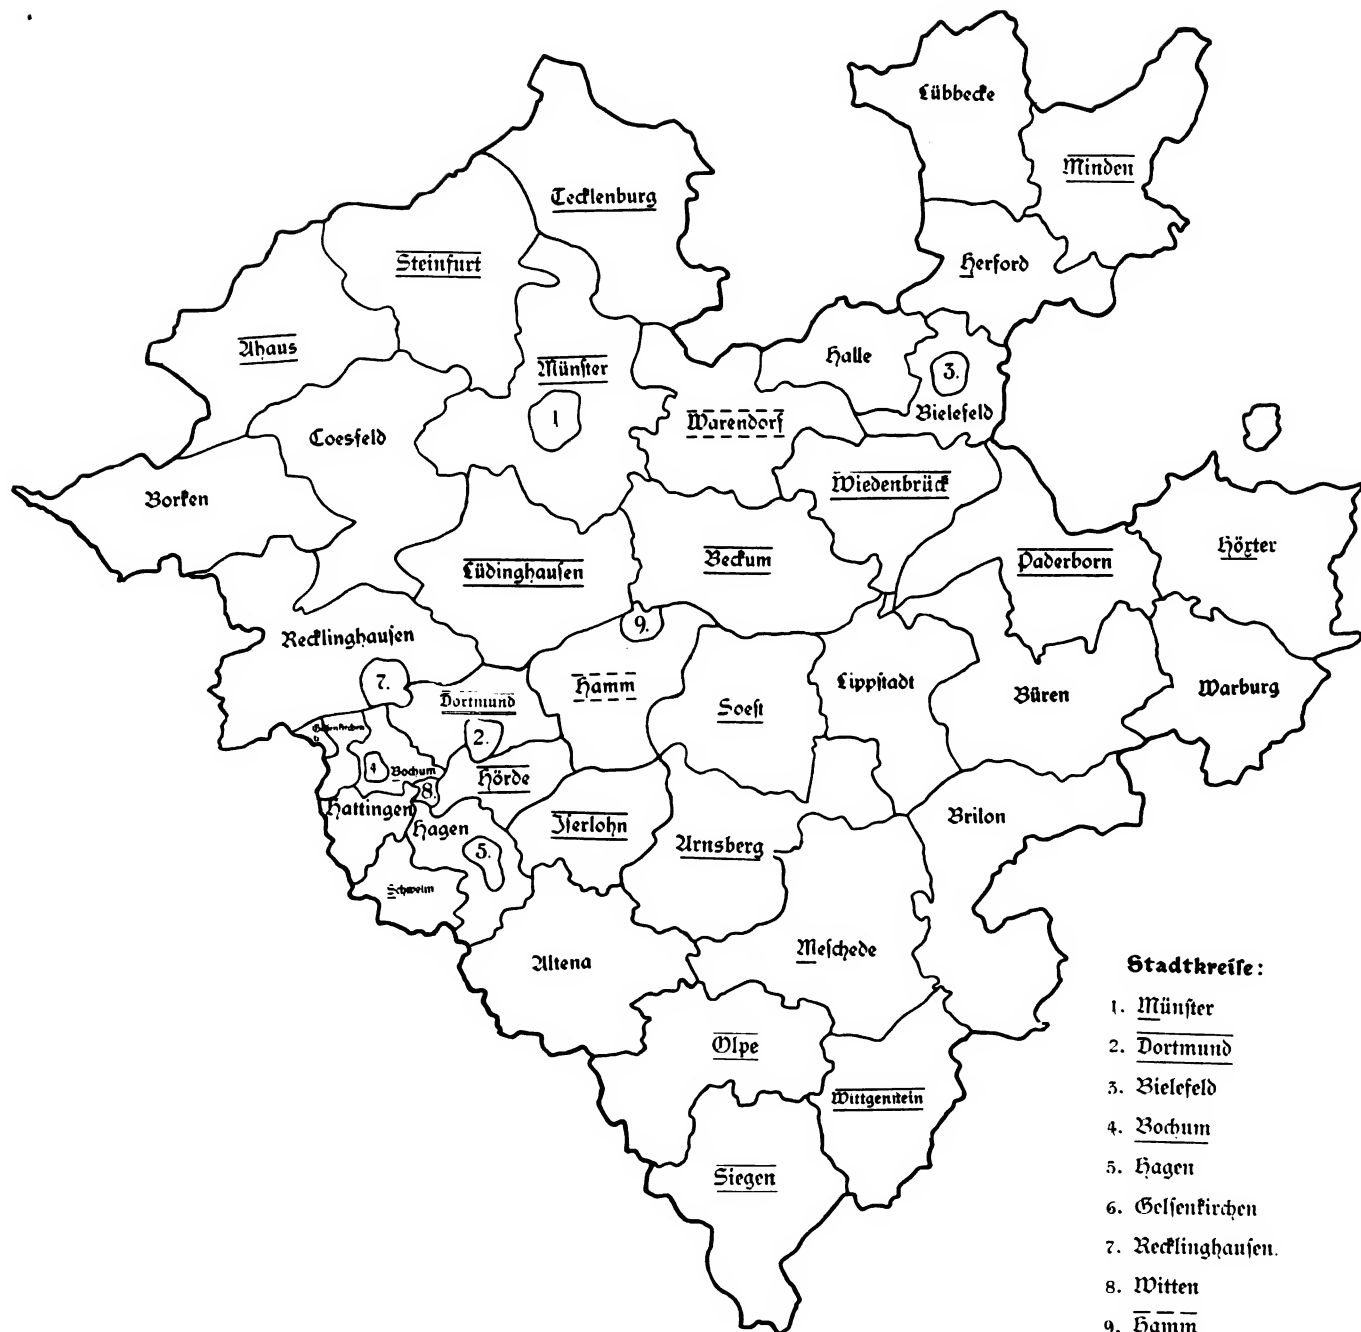 Lübbecke
Minden
Tecklenburg
Steinfurt
Herford
Ahaus
Münster
Halle
3.
Bielefeld
1
Warendorf
Coesfeld
Borken
Wiedenbrück
Lüdinghausen
Beckum
Paderborn
Höxter
Recklinghausen
9.
7.
Hamm
Lippstadt
Büren
Warburg
Dortmund
Soest
Gelsenkirchen
6
2.
4
Bochum
Hörde
8.
Hattingen
Hagen
Iserlohn
Arnsberg
Brilon
5.
Schwelm
Altena
Meschede
Olpe
Wittgenstein
Siegen
Stadtkreise:
1. Münster
2. Dortmund
3. Bielefeld
4. Bochum
5. Hagen
6. Gelsenkirchen
7. Recklinghausen.
8. Witten
9. Hamm